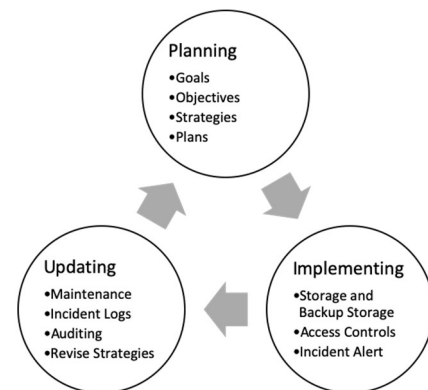 Planning
•Goals
•Objectives
•Strategies
•Plans
Updating
•Maintenance
•Incident Logs
•Auditing
•Revise Strategies
Implementing
•Storage and
Backup Storage
•Access Controls
•Incident Alert